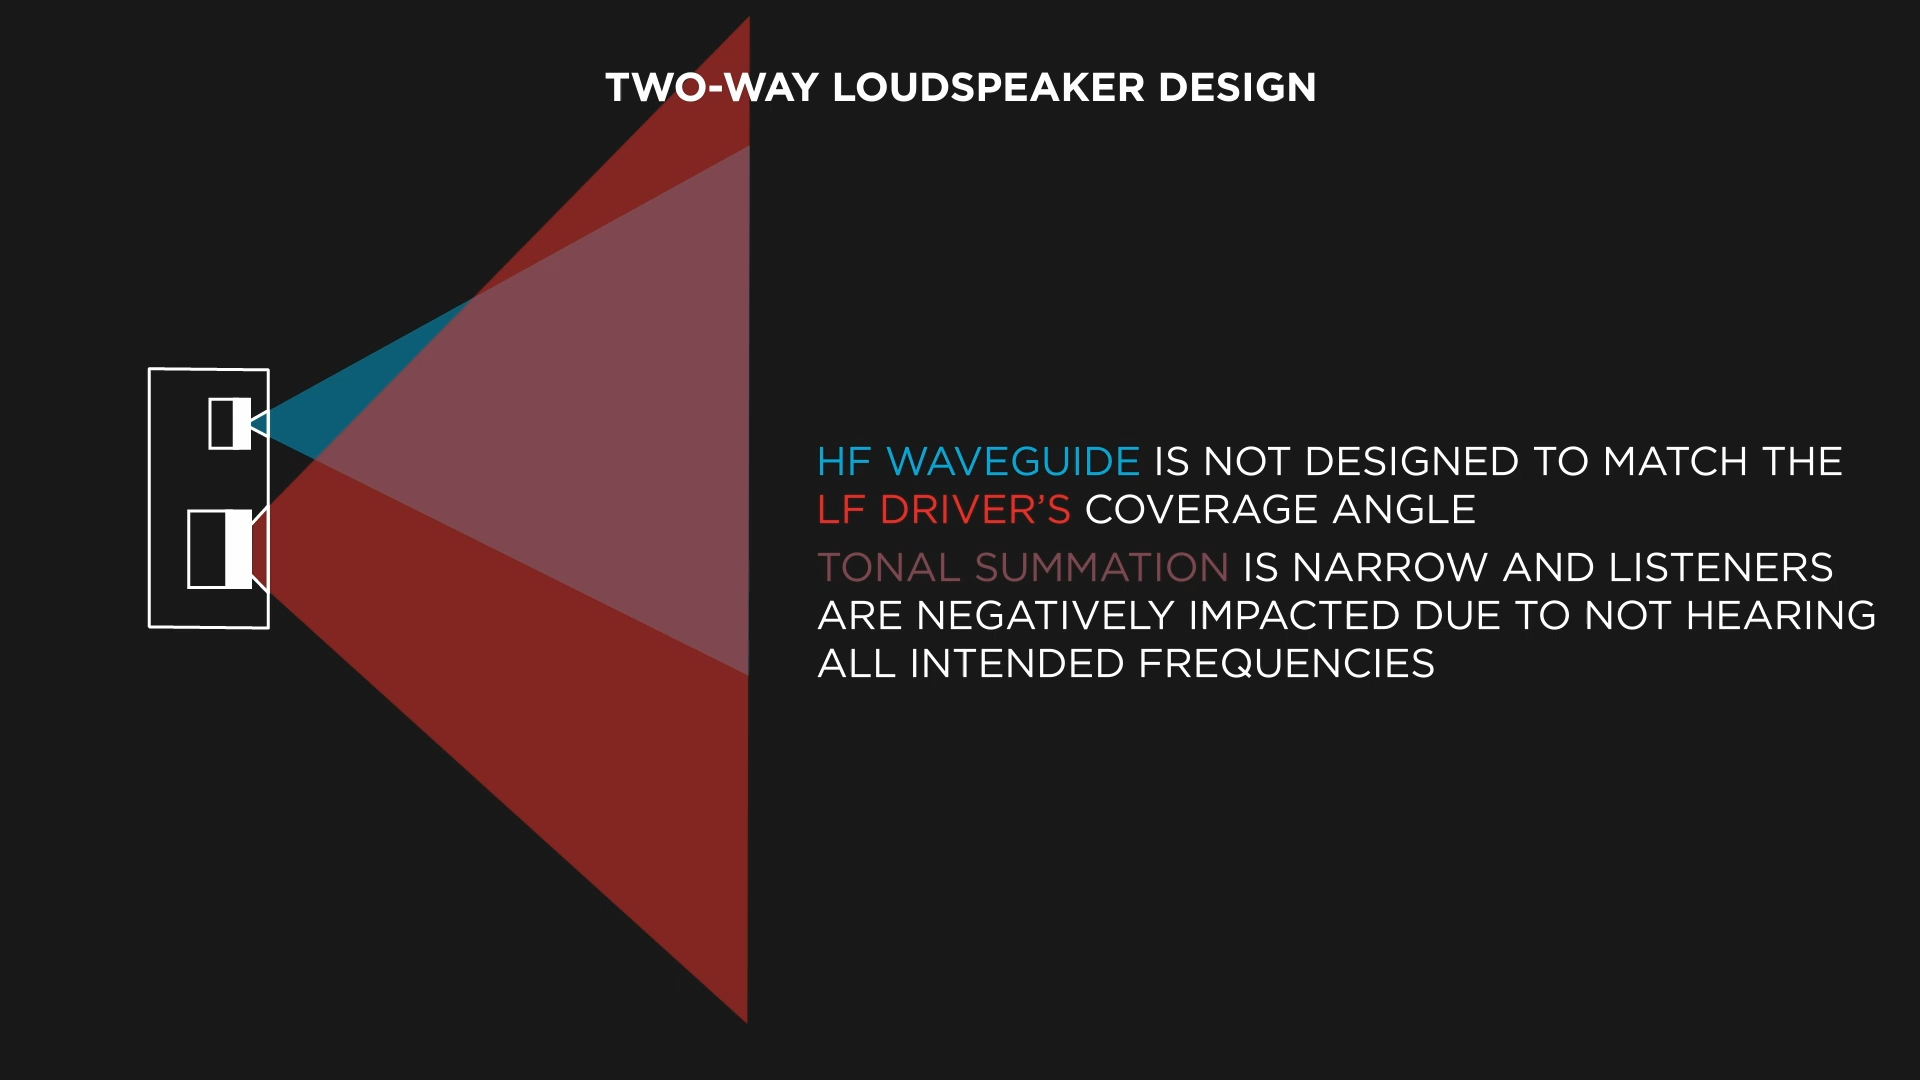 TWO-WAY LOUDSPEAKER DESIGN
HF WAVEGUIDE IS NOT DESIGNED TO MATCH THE
LF DRIVER’S COVERAGE ANGLE
TONAL SUMMATION IS NARROW AND LISTENERS
ARE NEGATIVELY IMPACTED DUE TO NOT HEARING
ALL INTENDED FREQUENCIES